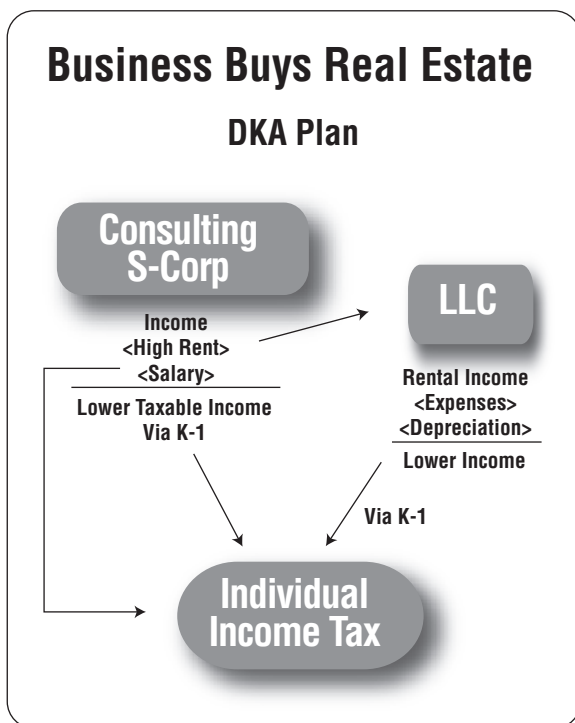 Business Buys Real Estate
DKA Plan
Consulting
S-Corp
Income
<High Rent>
<Salary>
Lower Taxable Income
Via K-1
LLC
Rental Income
<Expenses>
<Depreciation>
Lower Income
Via K-1
Individual
Income Tax